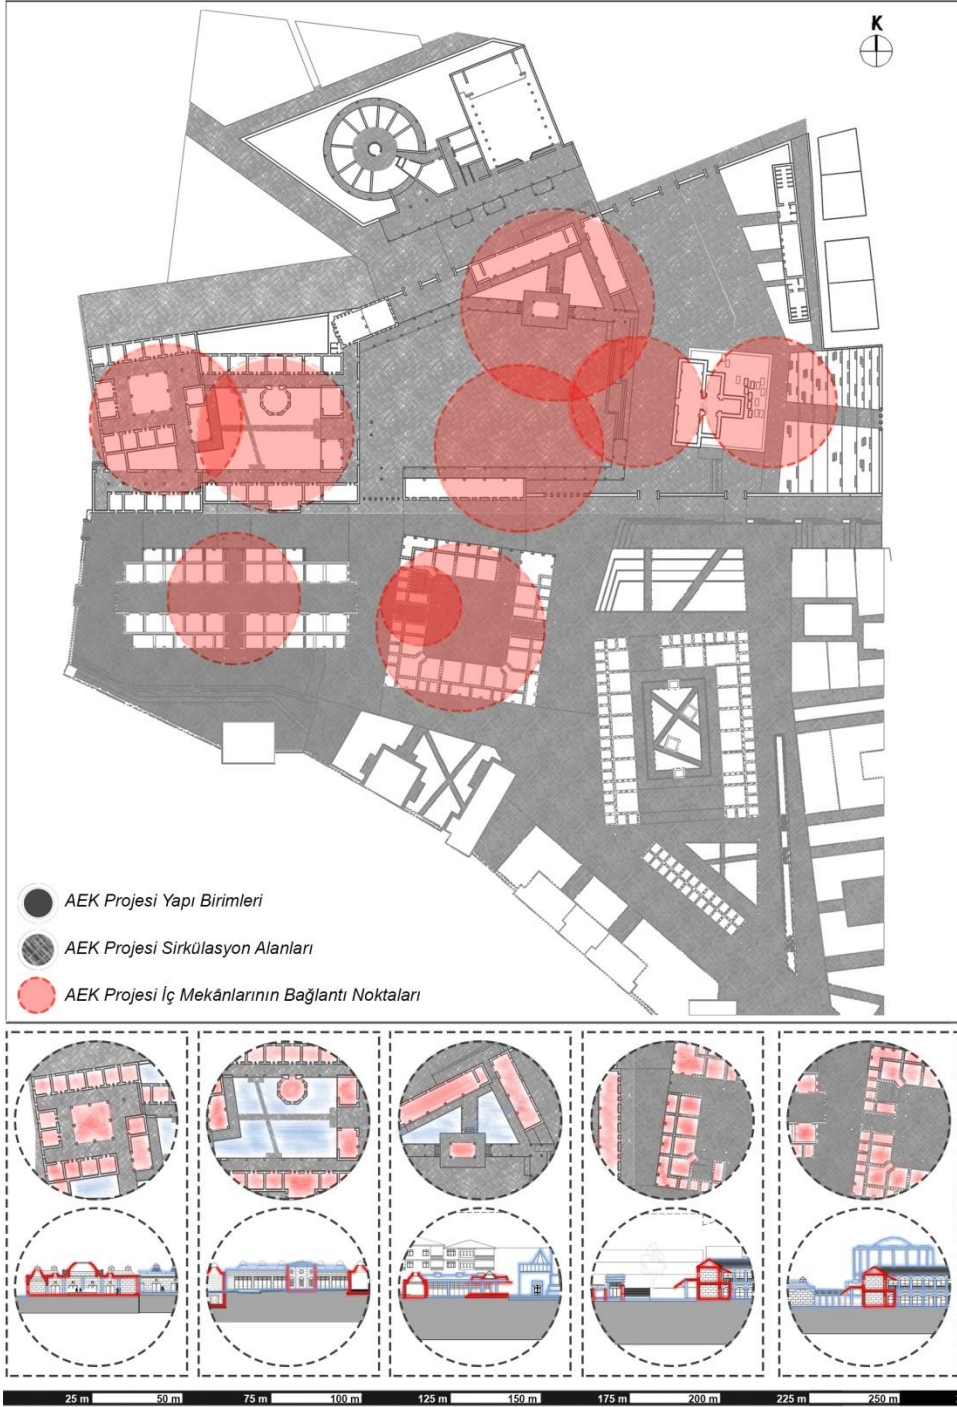 K
AEK Projesi Yapı Birimleri
AEK Projesi Sirkülasyon Alanları
AEK Projesi İç Mekânlarının Bağlantı Noktaları
25 m 50 m 75 m 100 m 125 m 150 m 175 m 200 m 225 m 250 m